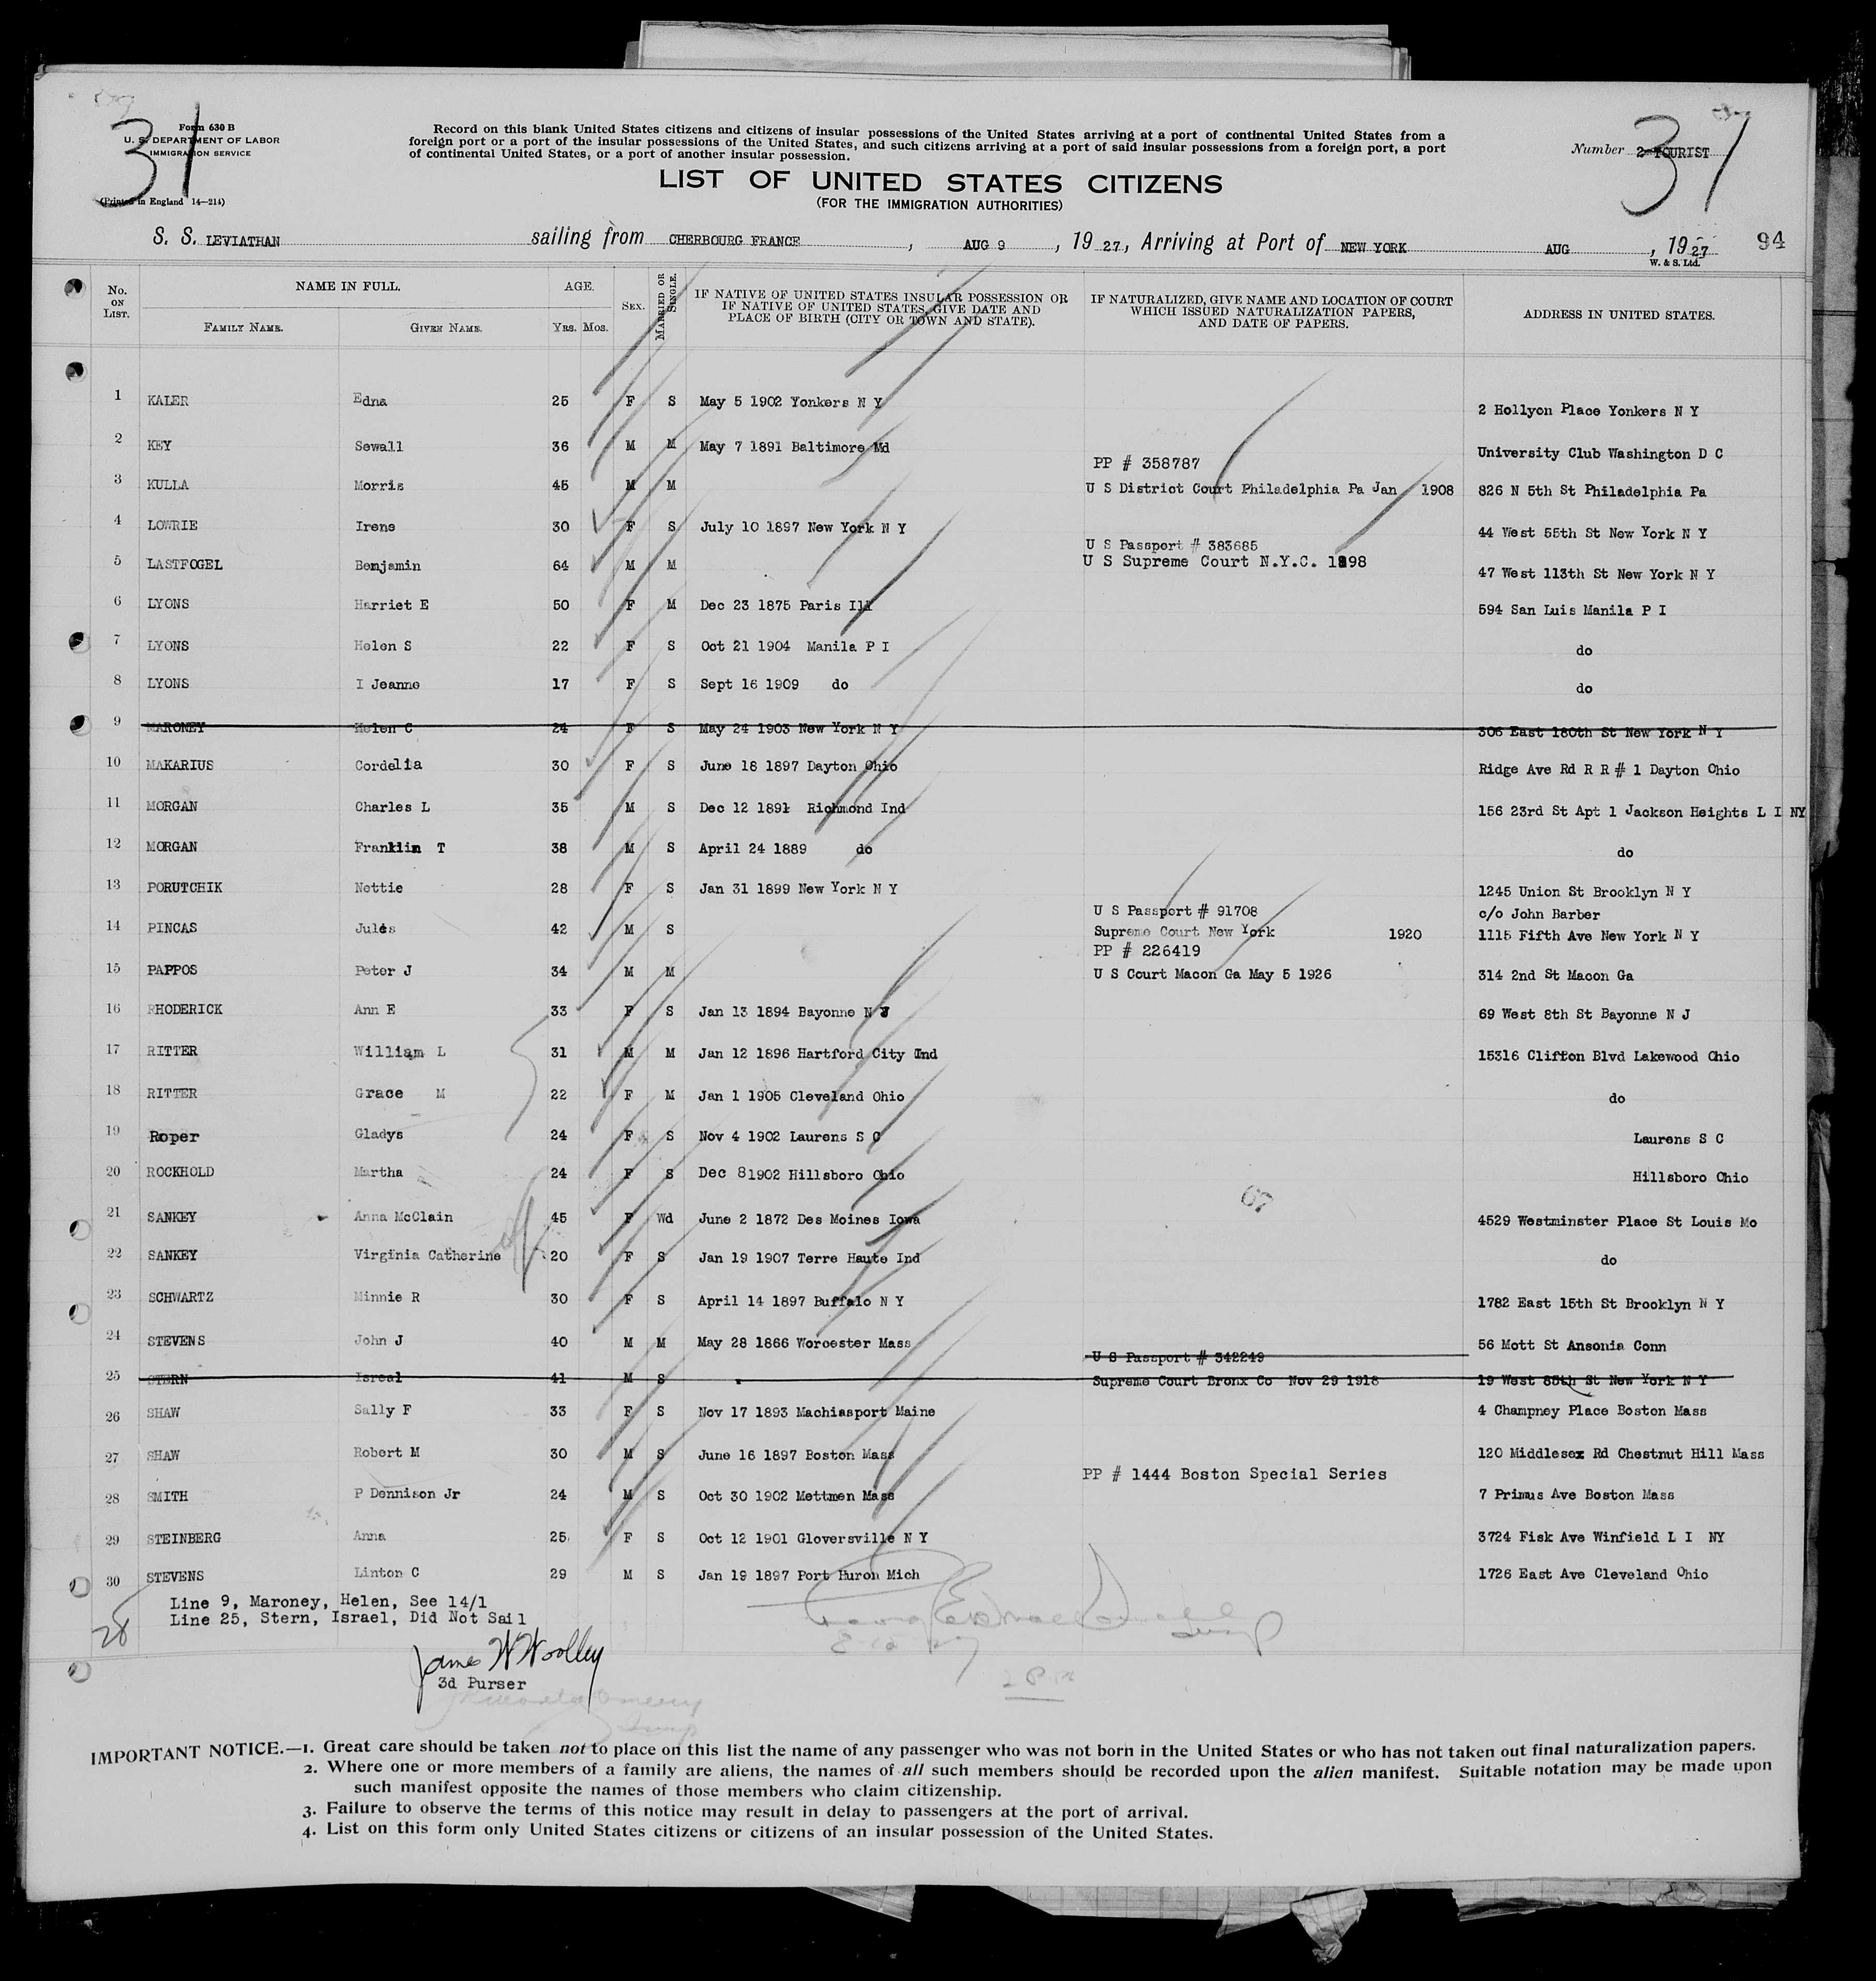 31
Form 630 B
U. S. DEPARTMENT OF LABOR
IMMIGRATION SERVICE
(Printed in England 14—214)
Record on this blank United States citizens and citizens of insular possessions of the United States arriving at a port of continental United States from a
foreign port or a port of the insular possessions of the United States, and such citizens arriving at a port of said insular possessions from a foreign port, a port
of continental United States, or a port of another insular possession.
Number 2 TOURIST
31
LIST OF UNITED STATES CITIZENS
(FOR THE IMMIGRATION AUTHORITIES)
S. S. LEVIATHAN sailing from CHERBOURG FRANCE , AUG 9 , 19 27, Arriving at Port of NEW YORK AUG , 19 27 94
W. & S. Ltd.
No. ON LIST. NAME IN FULL. FAMILY NAME. GIVEN NAME. AGE. Yrs. Mos. SEX. MARRIED OR SINGLE. IF NATIVE OF UNITED STATES INSULAR POSSESSION OR IF NATIVE OF UNITED STATES, GIVE DATE AND PLACE OF BIRTH (CITY OR TOWN AND STATE). IF NATURALIZED, GIVE NAME AND LOCATION OF COURT WHICH ISSUED NATURALIZATION PAPERS, AND DATE OF PAPERS. ADDRESS IN UNITED STATES.
1 KALER Edna 25 F S May 5 1902 Yonkers N Y 2 Hollyon Place Yonkers N Y
2 KEY Sewall 36 M M May 7 1891 Baltimore Md University Club Washington D C
PP # 358787
3 KULLA Morris 45 M M U S District Court Philadelphia Pa Jan 1908 826 N 5th St Philadelphia Pa
4 LOWRIE Irene 30 F S July 10 1897 New York N Y 44 West 55th St New York N Y
U S Passport # 383685
5 LASTFOGEL Benjamin 64 M M U S Supreme Court N.Y.C. 1898 47 West 113th St New York N Y
6 LYONS Harriet E 50 F M Dec 23 1875 Paris Ill 594 San Luis Manila P I
7 LYONS Helen S 22 F S Oct 21 1904 Manila P I do
8 LYONS I Jeanne 17 F S Sept 16 1909 do do
9 MARONEY Helen C 24 F S May 24 1903 New York N Y 306 East 180th St New York N Y
10 MAKARIUS Cordelia 30 F S June 18 1897 Dayton Ohio Ridge Ave Rd R R # 1 Dayton Ohio
11 MORGAN Charles L 35 M S Dec 12 1891 Richmond Ind 156 23rd St Apt 1 Jackson Heights L I NY
12 MORGAN Franklin T 38 M S April 24 1889 do do
13 PORUTCHIK Nettie 28 F S Jan 31 1899 New York N Y 1245 Union St Brooklyn N Y
U S Passport # 91708 c/o John Barber
14 PINCAS Jules 42 M S Supreme Court New York 1920 1115 Fifth Ave New York N Y
PP # 226419
15 PAPPOS Peter J 34 M M U S Court Macon Ga May 5 1926 314 2nd St Macon Ga
16 RHODERICK Ann E 33 F S Jan 13 1894 Bayonne N J 69 West 8th St Bayonne N J
17 RITTER William L 31 M M Jan 12 1896 Hartford City Ind 15316 Clifton Blvd Lakewood Ohio
18 RITTER Grace M 22 F M Jan 1 1905 Cleveland Ohio do
19 Roper Gladys 24 F S Nov 4 1902 Laurens S C Laurens S C
20 ROCKHOLD Martha 24 F S Dec 8 1902 Hillsboro Ohio Hillsboro Ohio
21 SANKEY Anna McClain 45 F Wd June 2 1872 Des Moines Iowa 4529 Westminster Place St Louis Mo
22 SANKEY Virginia Catherine 20 F S Jan 19 1907 Terre Haute Ind do
23 SCHWARTZ Minnie R 30 F S April 14 1897 Buffalo N Y 1782 East 15th St Brooklyn N Y
24 STEVENS John J 40 M M May 28 1866 Worcester Mass 56 Mott St Ansonia Conn
U S Passport # 342249
25 STERN Isreal 41 M S Supreme Court Bronx Co Nov 29 1918 19 West 85th St New York N Y
26 SHAW Sally F 33 F S Nov 17 1893 Machiasport Maine 4 Champney Place Boston Mass
27 SHAW Robert M 30 M S June 16 1897 Boston Mass 120 Middlesex Rd Chestnut Hill Mass
PP # 1444 Boston Special Series
28 SMITH P Dennison Jr 24 M S Oct 30 1902 Mettmen Mass 7 Primus Ave Boston Mass
29 STEINBERG Anna 25 F S Oct 12 1901 Gloversville N Y 3724 Fisk Ave Winfield L I NY
30 STEVENS Linton C 29 M S Jan 19 1897 Port Huron Mich 1726 East Ave Cleveland Ohio
Line 9, Maroney, Helen, See 14/1
Line 25, Stern, Israel, Did Not Sail
28
James W Woolley
3d Purser
IMPORTANT NOTICE.—1. Great care should be taken not to place on this list the name of any passenger who was not born in the United States or who has not taken out final naturalization papers.
2. Where one or more members of a family are aliens, the names of all such members should be recorded upon the alien manifest. Suitable notation may be made upon
such manifest opposite the names of those members who claim citizenship.
3. Failure to observe the terms of this notice may result in delay to passengers at the port of arrival.
4. List on this form only United States citizens or citizens of an insular possession of the United States.